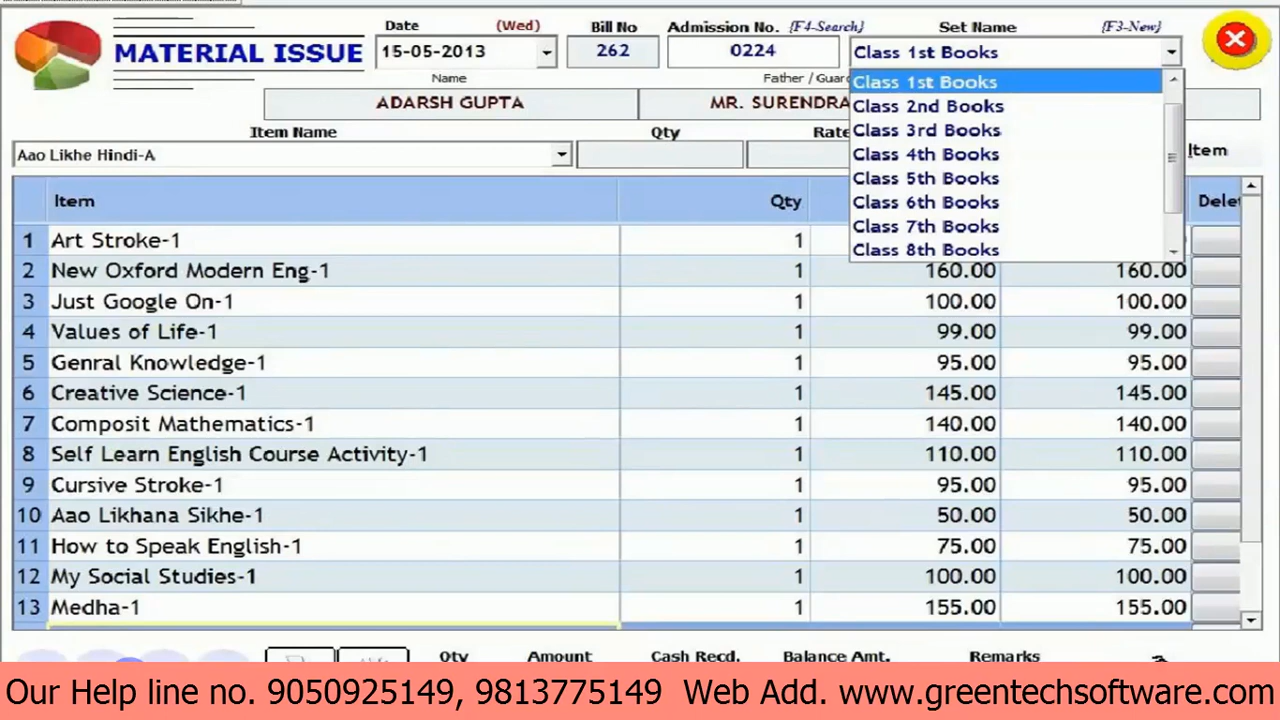 Date (Wed) Bill No Admission No. {F4-Search} Set Name {F3-New}
MATERIAL ISSUE 15-05-2013 262 0224 Class 1st Books
Name Father / Guard
ADARSH GUPTA MR. SURENDRA
Class 1st Books
Class 2nd Books
Class 3rd Books
Class 4th Books
Class 5th Books
Class 6th Books
Class 7th Books
Class 8th Books
Item Name Qty Rate
Aao Likhe Hindi-A Item
Item Qty Delet
1 Art Stroke-1 1
2 New Oxford Modern Eng-1 1 160.00 160.00
3 Just Google On-1 1 100.00 100.00
4 Values of Life-1 1 99.00 99.00
5 Genral Knowledge-1 1 95.00 95.00
6 Creative Science-1 1 145.00 145.00
7 Composit Mathematics-1 1 140.00 140.00
8 Self Learn English Course Activity-1 1 110.00 110.00
9 Cursive Stroke-1 1 95.00 95.00
10 Aao Likhana Sikhe-1 1 50.00 50.00
11 How to Speak English-1 1 75.00 75.00
12 My Social Studies-1 1 100.00 100.00
13 Medha-1 1 155.00 155.00
Qty Amount Cash Recd. Balance Amt. Remarks
Our Help line no. 9050925149, 9813775149 Web Add. www.greentechsoftware.com